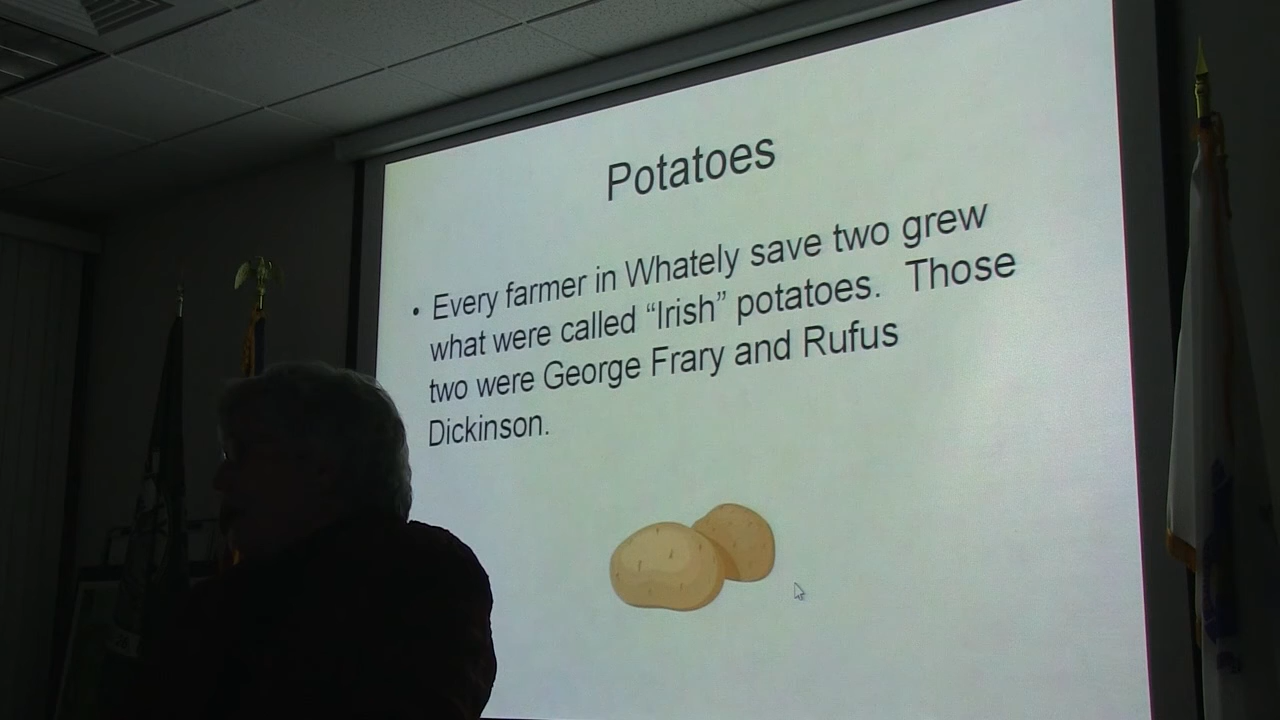 Potatoes
• Every farmer in Whately save two grew
what were called “Irish” potatoes. Those
two were George Frary and Rufus
Dickinson.